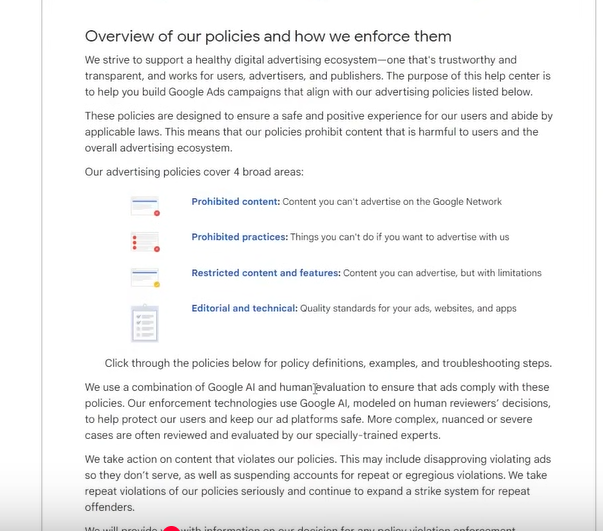 Overview of our policies and how we enforce them
We strive to support a healthy digital advertising ecosystem—one that's trustworthy and
transparent, and works for users, advertisers, and publishers. The purpose of this help center is
to help you build Google Ads campaigns that align with our advertising policies listed below.
These policies are designed to ensure a safe and positive experience for our users and abide by
applicable laws. This means that our policies prohibit content that is harmful to users and the
overall advertising ecosystem.
Our advertising policies cover 4 broad areas:
Prohibited content: Content you can't advertise on the Google Network
Prohibited practices: Things you can't do if you want to advertise with us
Restricted content and features: Content you can advertise, but with limitations
Editorial and technical: Quality standards for your ads, websites, and apps
Click through the policies below for policy definitions, examples, and troubleshooting steps.
We use a combination of Google AI and human evaluation to ensure that ads comply with these
policies. Our enforcement technologies use Google AI, modeled on human reviewers' decisions,
to help protect our users and keep our ad platforms safe. More complex, nuanced or severe
cases are often reviewed and evaluated by our specially-trained experts.
We take action on content that violates our policies. This may include disapproving violating ads
so they don't serve, as well as suspending accounts for repeat or egregious violations. We take
repeat violations of our policies seriously and continue to expand a strike system for repeat
offenders.
We will provide with information on our decision for any policy violation enforcement